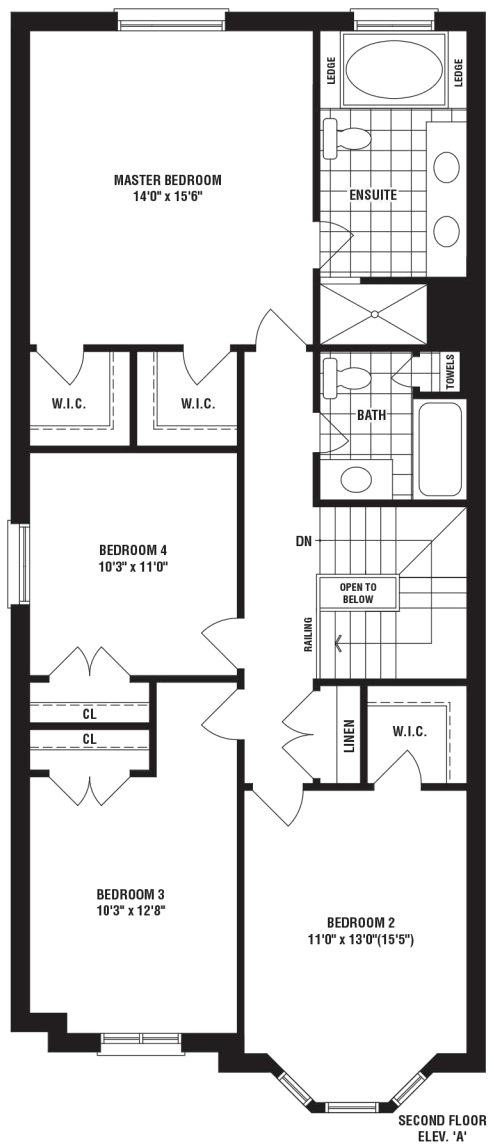 LEDGE
LEDGE
MASTER BEDROOM
14'0" x 15'6"
ENSUITE
W.I.C.
W.I.C.
TOWELS
BATH
BEDROOM 4
10'3" x 11'0"
DN
OPEN TO
BELOW
RAILING
CL
CL
LINEN
W.I.C.
BEDROOM 3
10'3" x 12'8"
BEDROOM 2
11'0" x 13'0"(15'5")
SECOND FLOOR
ELEV. 'A'